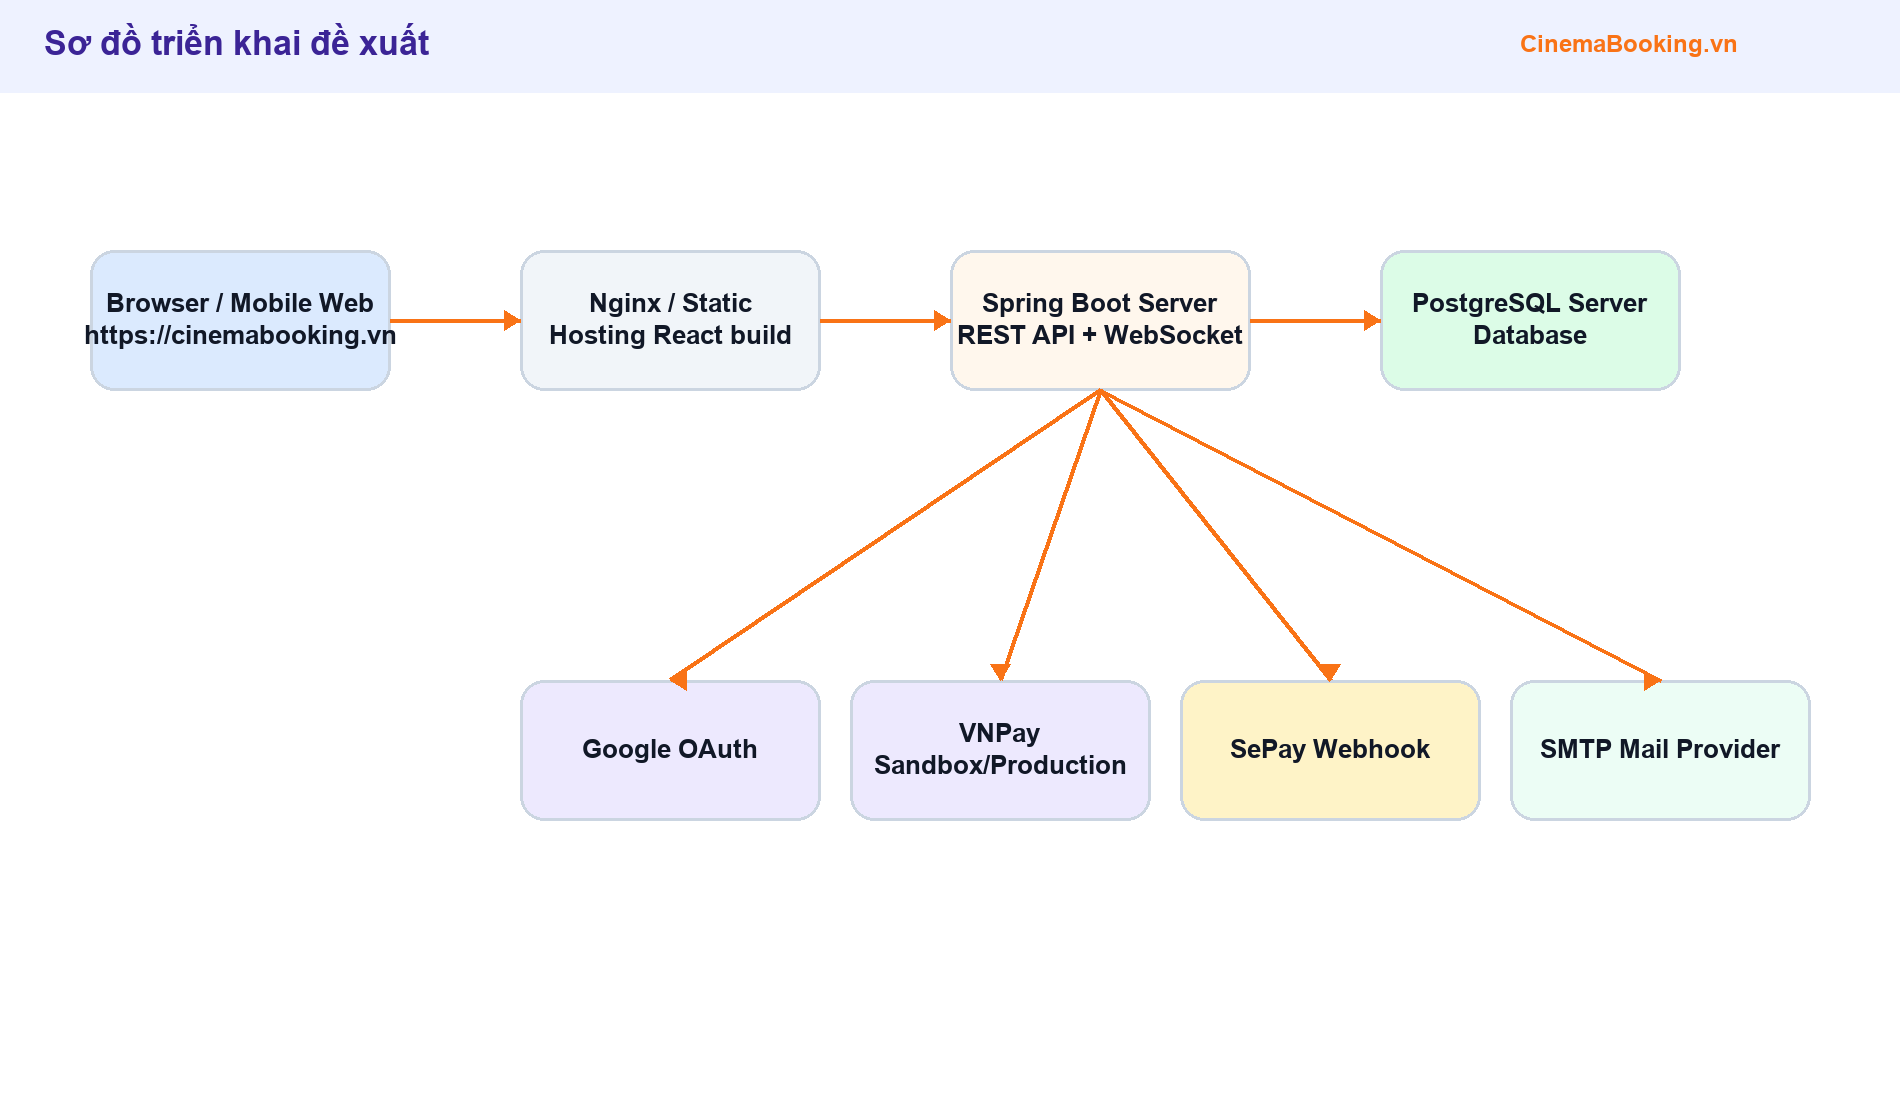 Sơ đồ triển khai đề xuất
CinemaBooking.vn
Browser / Mobile Web
https://cinemabooking.vn
Nginx / Static
Hosting React build
Spring Boot Server
REST API + WebSocket
PostgreSQL Server
Database
Google OAuth
VNPay
Sandbox/Production
SePay Webhook
SMTP Mail Provider